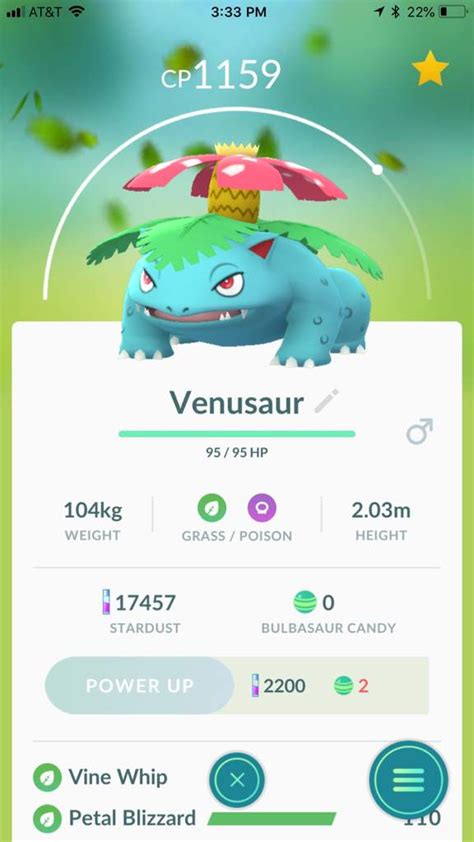 AT&T 3:33 PM 22%
CP1159
Venusaur
95 / 95 HP
104kg 2.03m
WEIGHT GRASS / POISON HEIGHT
17457 0
STARDUST BULBASAUR CANDY
POWER UP 2200 2
Vine Whip
Petal Blizzard 110